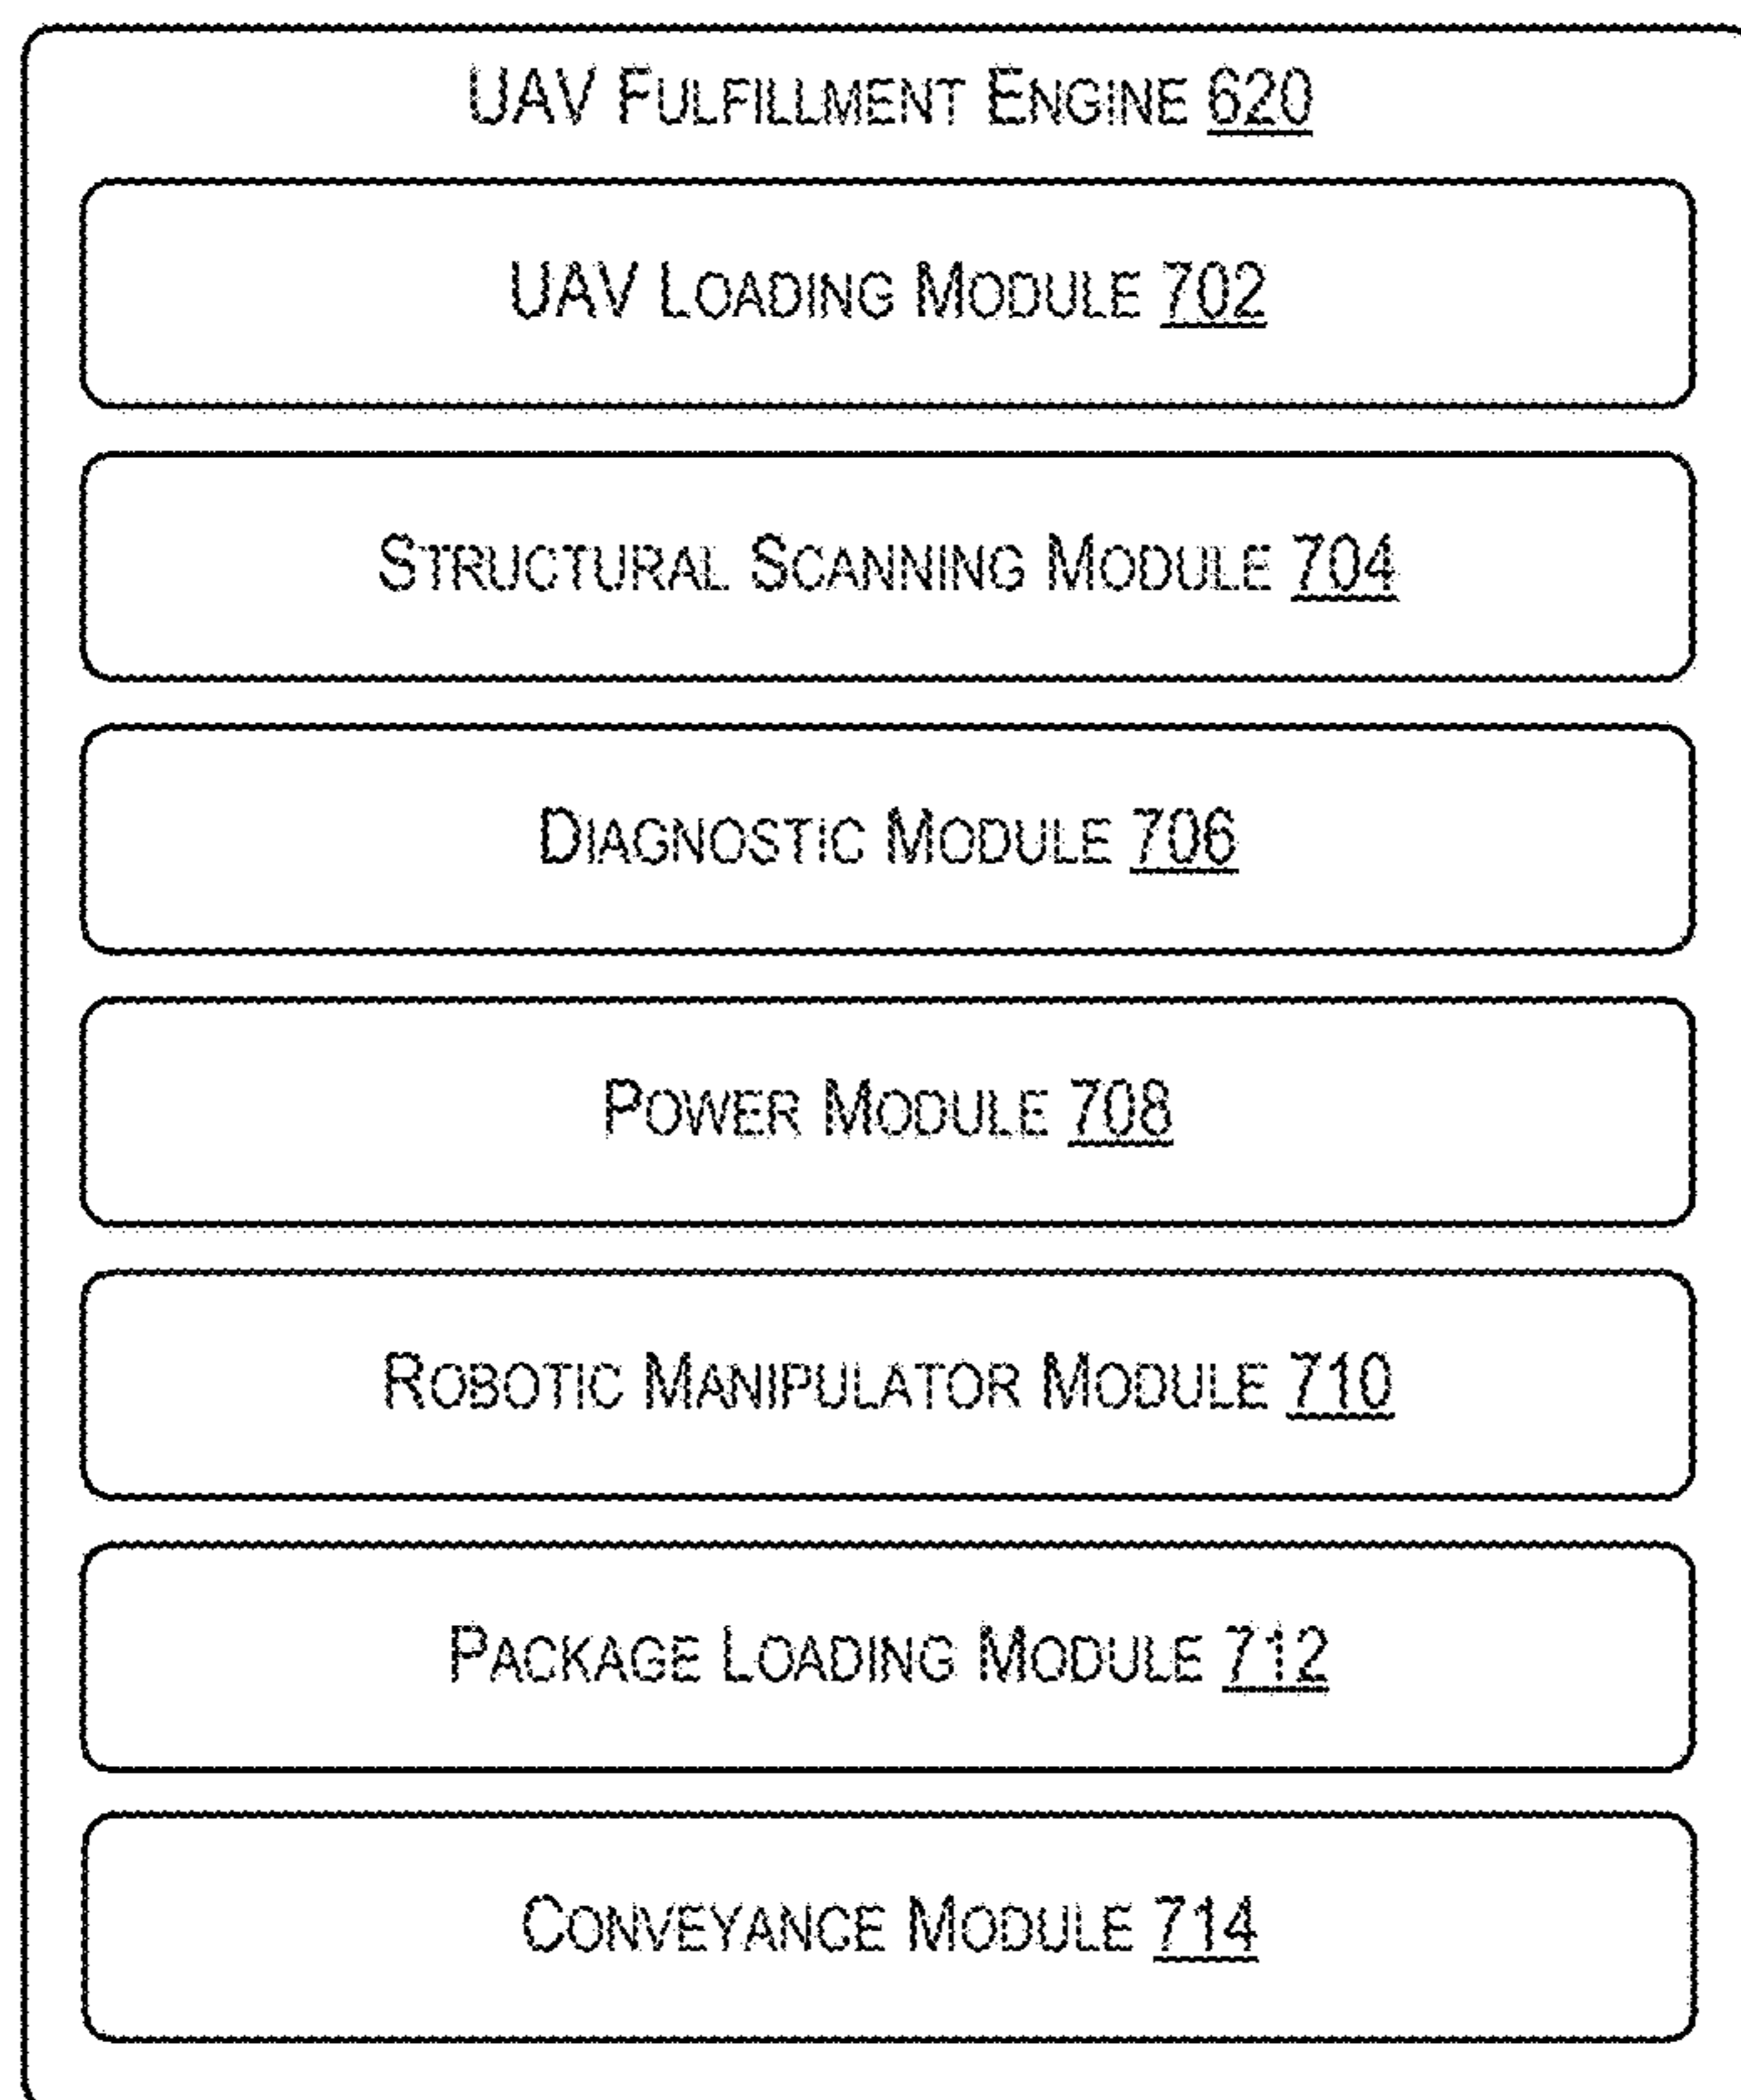 UAV FULFILLMENT ENGINE 620
UAV LOADING MODULE 702
STRUCTURAL SCANNING MODULE 704
DIAGNOSTIC MODULE 706
POWER MODULE 708
ROBOTIC MANIPULATOR MODULE 710
PACKAGE LOADING MODULE 712
CONVEYANCE MODULE 714